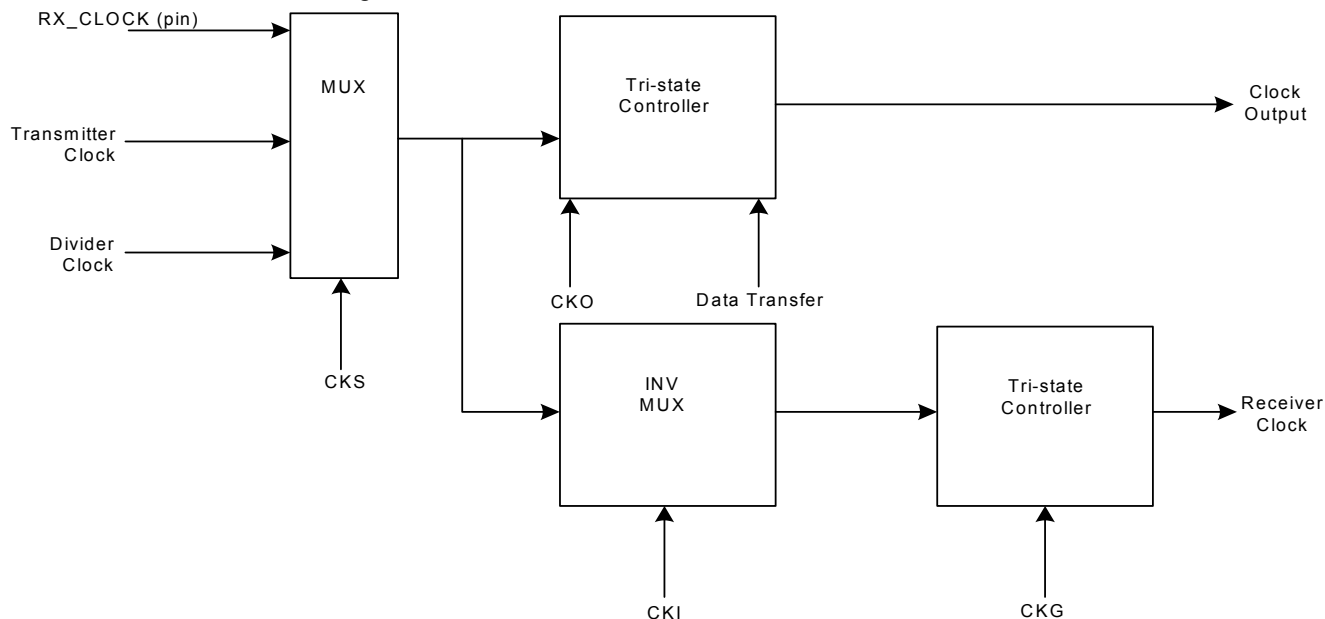 RX_CLOCK (pin)
MUX
Tri-state
Controller
Clock
Output
Transmitter
Clock
Divider
Clock
CKO
Data Transfer
CKS
INV
MUX
Tri-state
Controller
Receiver
Clock
CKI
CKG